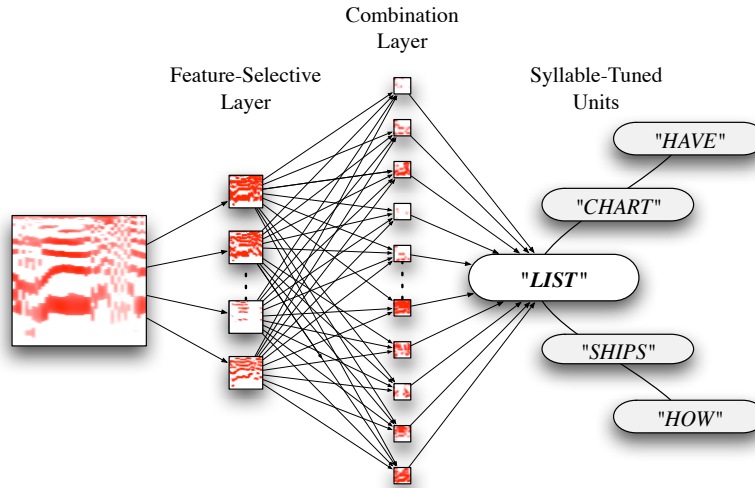 Combination
Layer
Feature-Selective
Layer
Syllable-Tuned
Units
"HAVE"
"CHART"
"LIST"
"SHIPS"
"HOW"